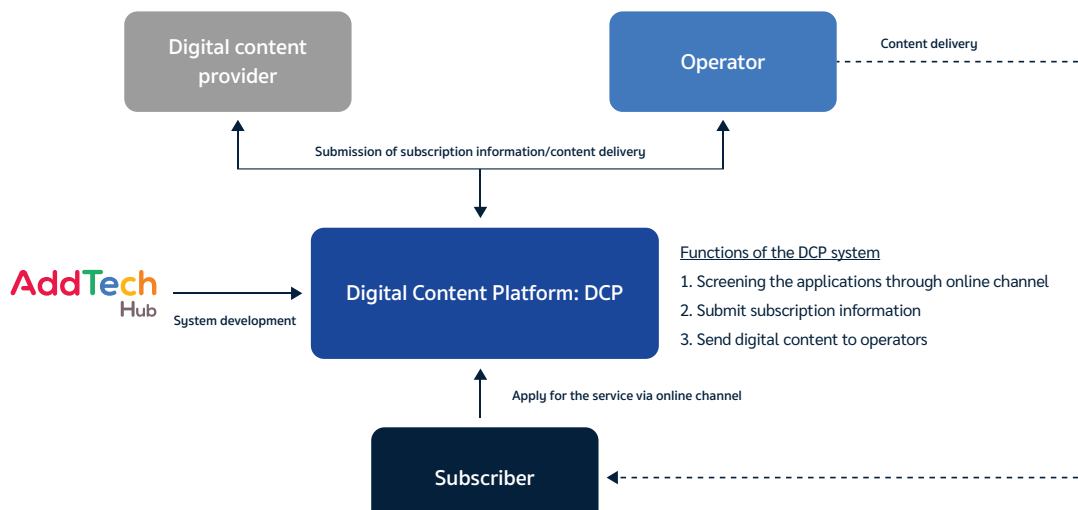 Digital content
provider
Operator
Content delivery
Submission of subscription information/content delivery
AddTech
Hub
System development
Digital Content Platform: DCP
Functions of the DCP system
1. Screening the applications through online channel
2. Submit subscription information
3. Send digital content to operators
Apply for the service via online channel
Subscriber